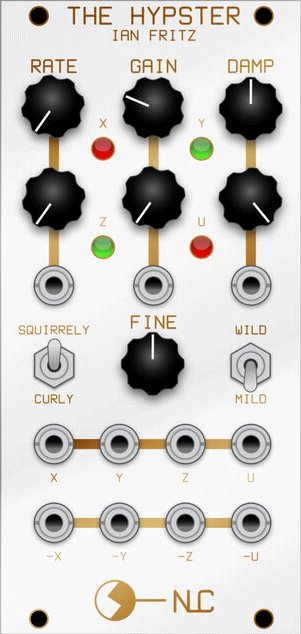 THE HYPSTER
IAN FRITZ
RATE GAIN DAMP
X Y
Z U
FINE
SQUIRRELY WILD
CURLY MILD
X Y Z U
-X -Y -Z -U
NLC